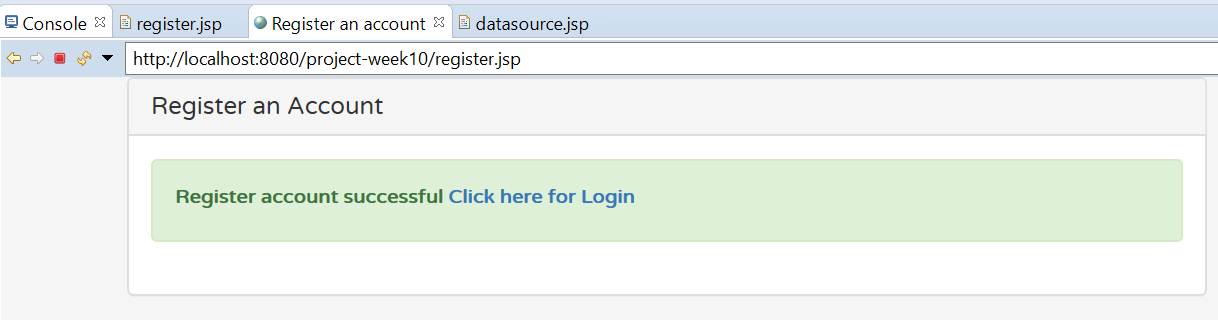 Console register.jsp Register an account datasource.jsp
http://localhost:8080/project-week10/register.jsp
Register an Account
Register account successful Click here for Login